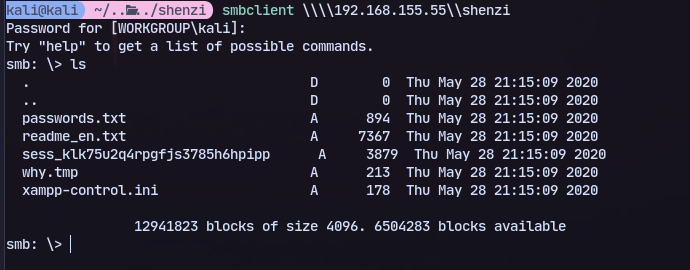 kali@kali ~/../../shenzi smbclient \\\\192.168.155.55\\shenzi
Password for [WORKGROUP\kali]:
Try "help" to get a list of possible commands.
smb: \> ls
. D 0 Thu May 28 21:15:09 2020
.. D 0 Thu May 28 21:15:09 2020
passwords.txt A 894 Thu May 28 21:15:09 2020
readme_en.txt A 7367 Thu May 28 21:15:09 2020
sess_klk75u2q4rpgfjs3785h6hpipp A 3879 Thu May 28 21:15:09 2020
why.tmp A 213 Thu May 28 21:15:09 2020
xampp-control.ini A 178 Thu May 28 21:15:09 2020
12941823 blocks of size 4096. 6504283 blocks available
smb: \>